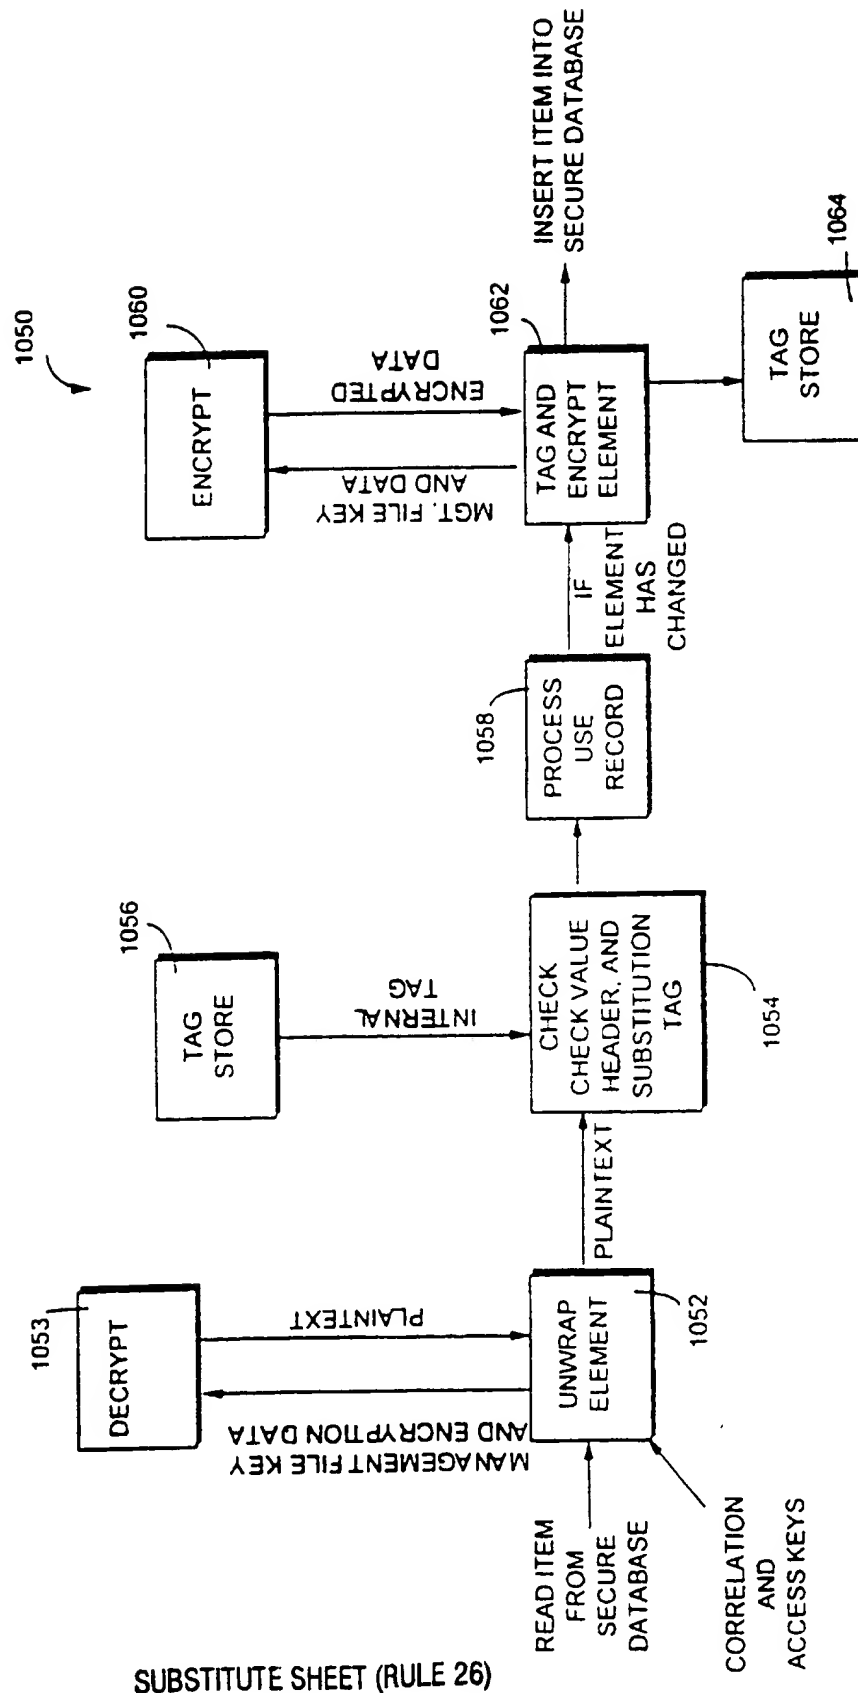 1050
1053
DECRYPT
PLAINTEXT
MANAGEMENT FILE KEY
AND ENCRYPTION DATA
READ ITEM
FROM
SECURE
DATABASE
CORRELATION
AND
ACCESS KEYS
UNWRAP
ELEMENT
1052
PLAINTEXT
1056
TAG
STORE
INTERNAL
TAG
CHECK
CHECK VALUE
HEADER, AND
SUBSTITUTION
TAG
1054
1058
PROCESS
USE
RECORD
IF
ELEMENT
HAS
CHANGED
1060
ENCRYPT
ENCRYPTED
DATA
MGT. FILE KEY
AND DATA
1062
TAG AND
ENCRYPT
ELEMENT
INSERT ITEM INTO
SECURE DATABASE
TAG
STORE
1064
SUBSTITUTE SHEET (RULE 26)